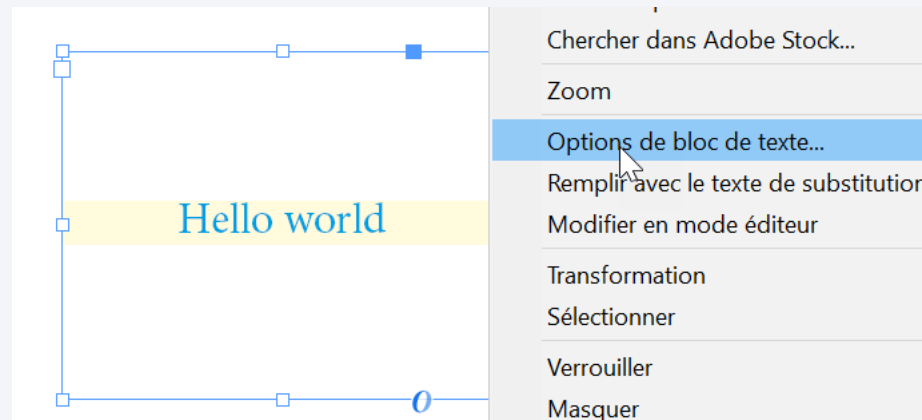 Chercher dans Adobe Stock...
Zoom
Options de bloc de texte...
Remplir avec le texte de substitution
Hello world
Modifier en mode éditeur
Transformation
Sélectionner
Verrouiller
Masquer